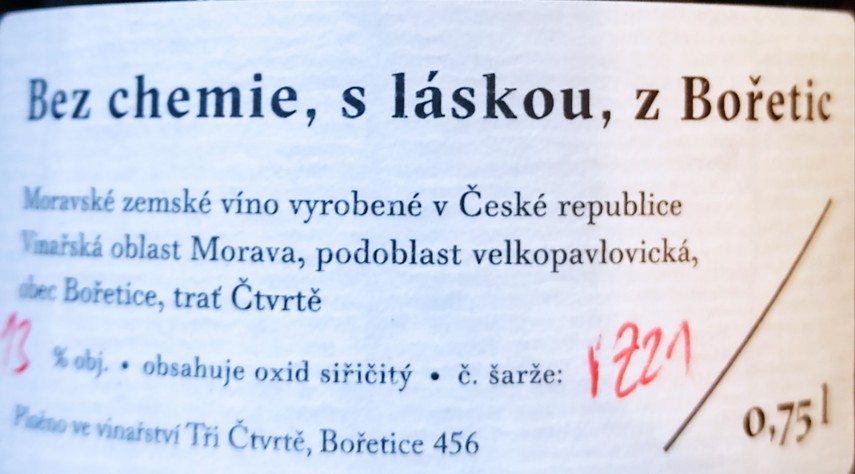 Bez chemie, s láskou, z Bořetic
Moravské zemské víno vyrobené v České republice
Vinařská oblast Morava, podoblast velkopavlovická,
obec Bořetice, trať Čtvrtě
13 % obj. • obsahuje oxid siřičitý • č. šarže:
0,75 l
Plněno ve vinařství Tři Čtvrtě, Bořetice 456